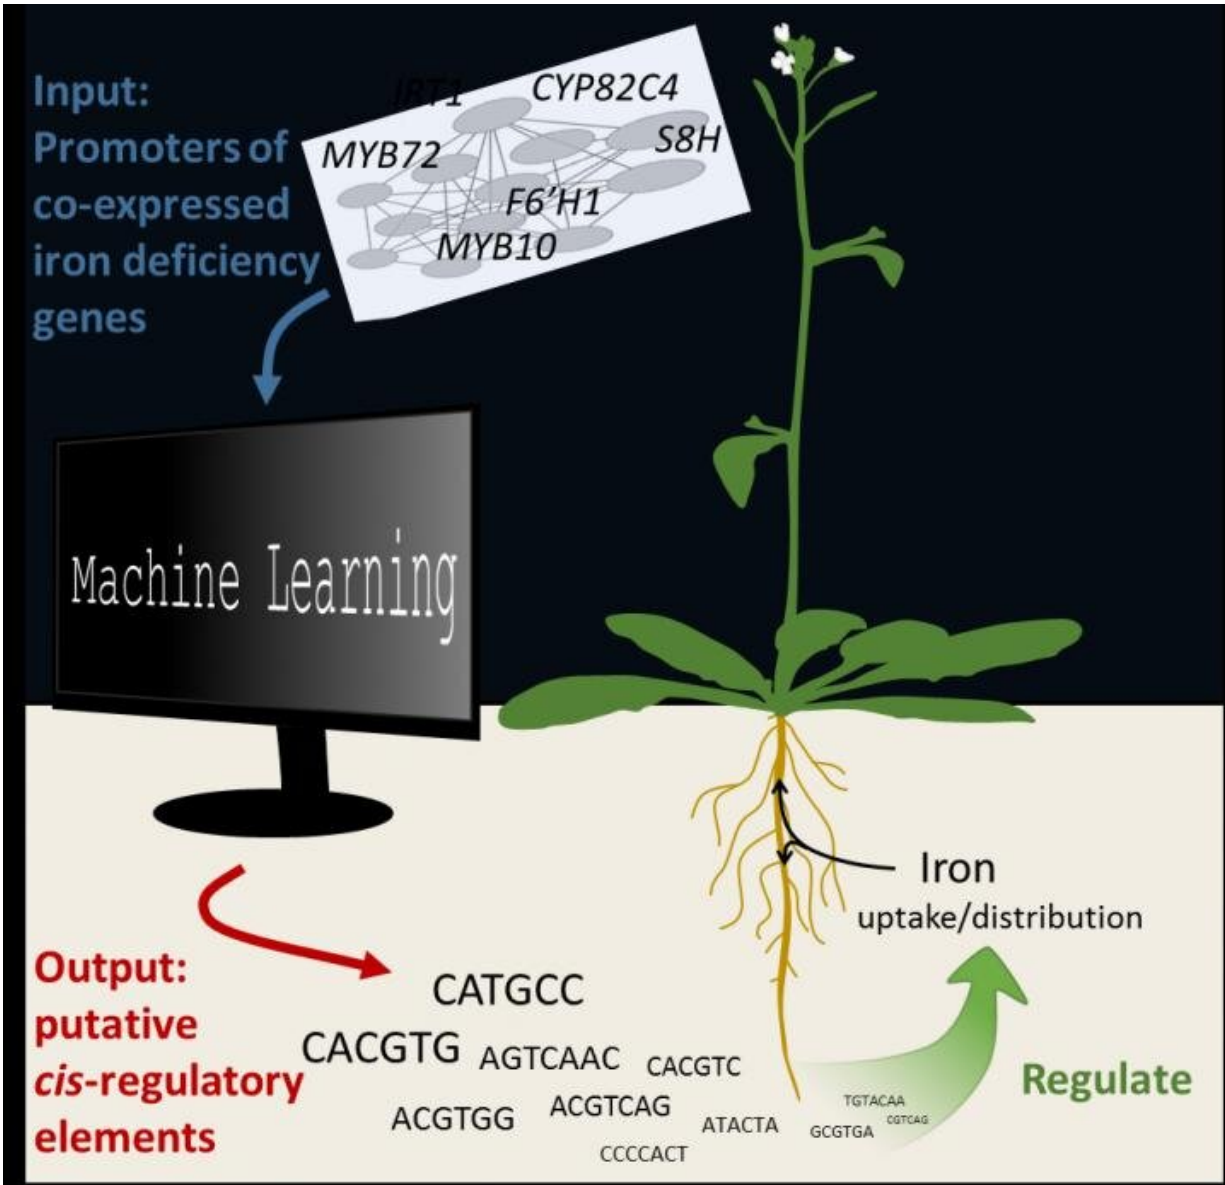 Input:
Promoters of
co-expressed
iron deficiency
genes
IRT1
CYP82C4
MYB72
S8H
F6'H1
MYB10
Machine Learning
Iron
uptake/distribution
Output:
putative
cis-regulatory
elements
CATGCC
CACGTG
AGTCAAC
CACGTC
ACGTGG
ACGTCAG
ATACTA
CCCCACT
TGTACAA
CGTCAG
GCGTGA
Regulate